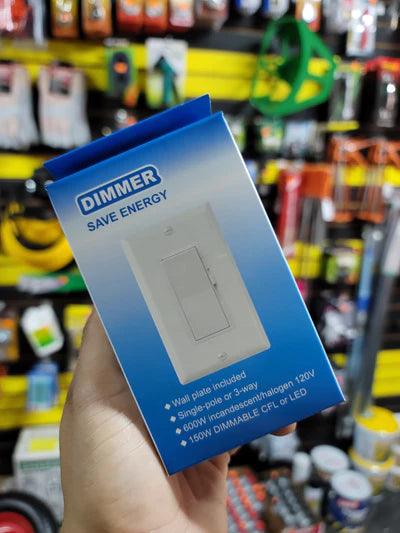 DIMMER
SAVE ENERGY
◆ Wall plate included
◆ Single-pole or 3-way
◆ 600W incandescent/halogen 120V
◆ 150W DIMMABLE CFL or LED